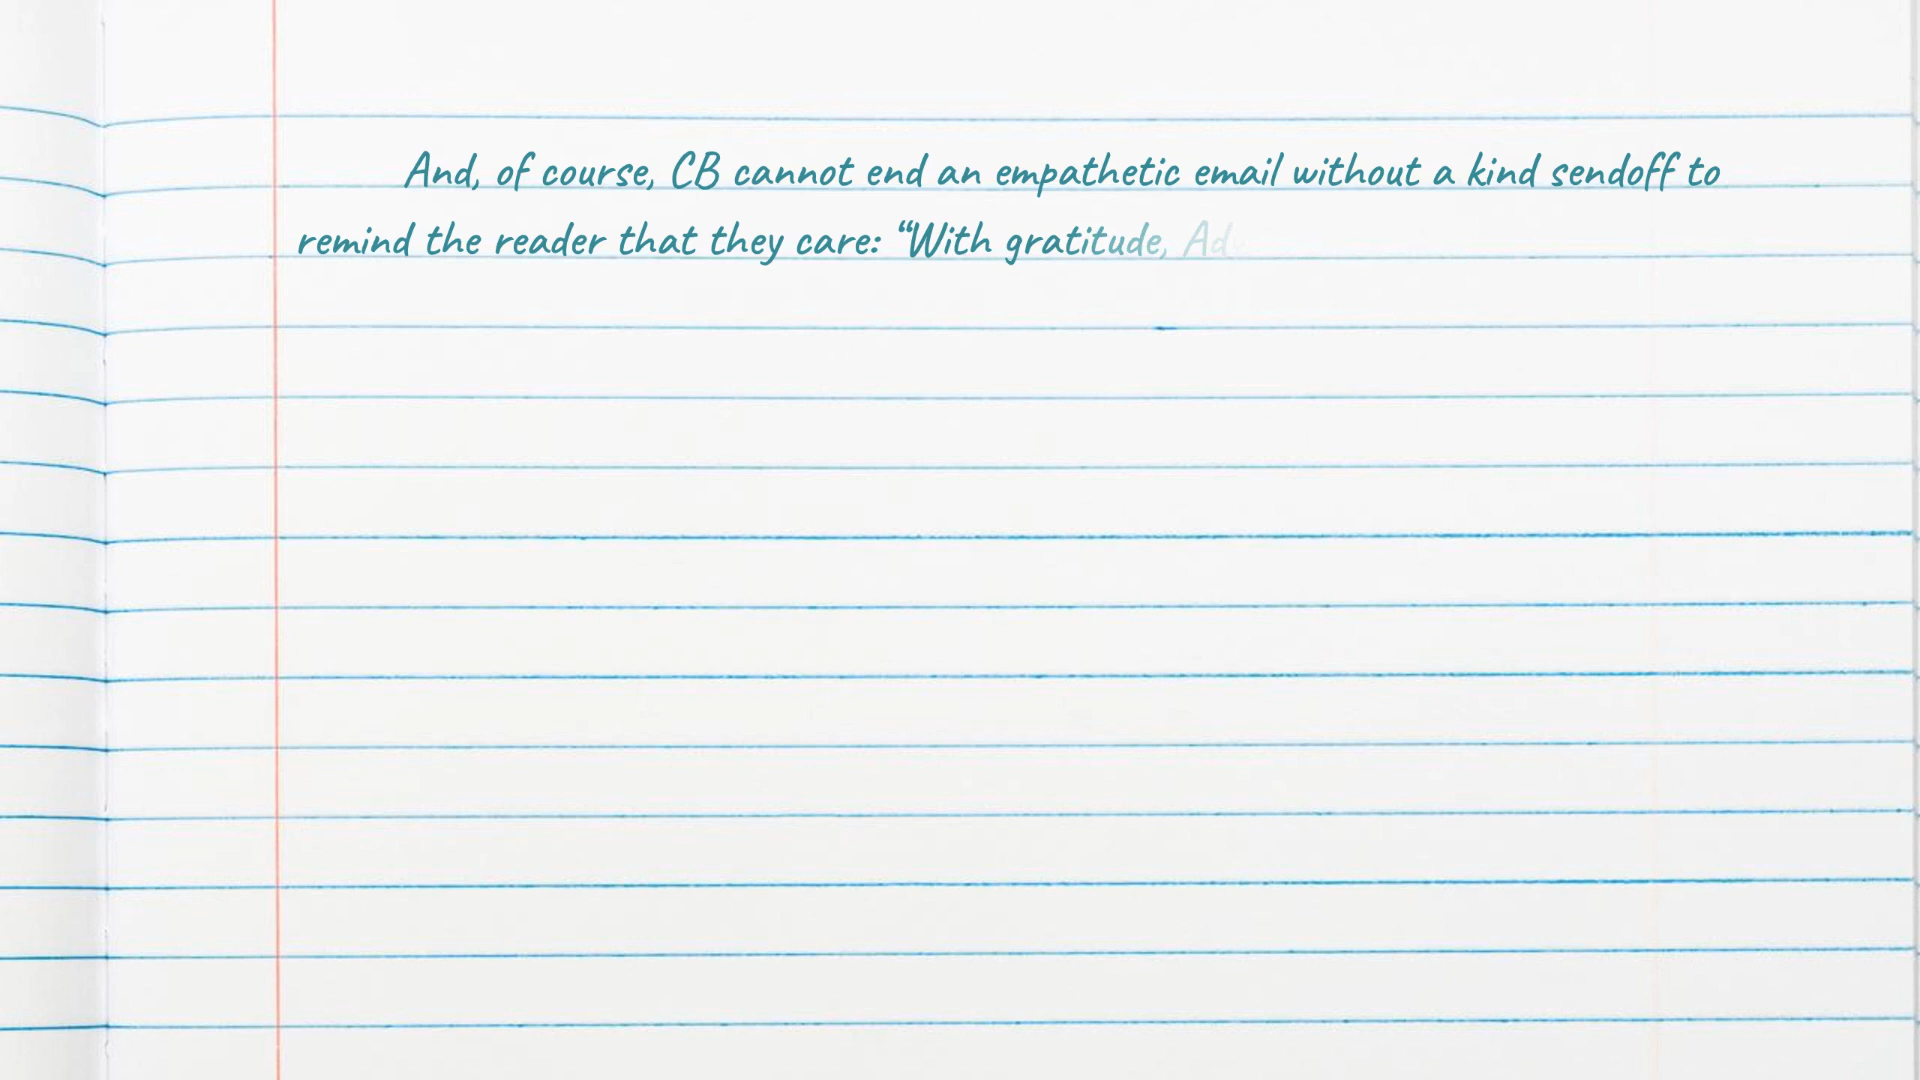 And, of course, CB cannot end an empathetic email without a kind sendoff to
remind the reader that they care: “With gratitude,